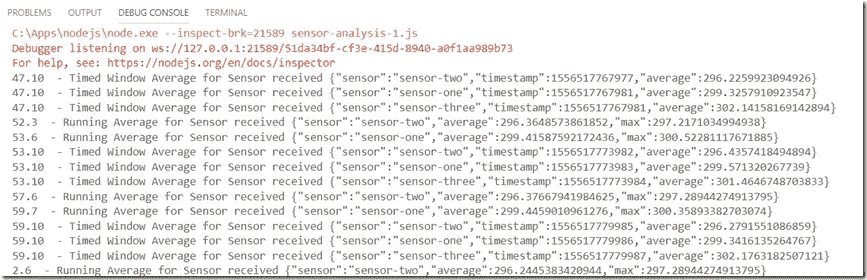 PROBLEMS OUTPUT DEBUG CONSOLE TERMINAL
C:\Apps\nodejs\node.exe --inspect-brk=21589 sensor-analysis-1.js
Debugger listening on ws://127.0.0.1:21589/51da34bf-cf3e-415d-8940-a0f1aa989b73
For help, see: https://nodejs.org/en/docs/inspector
47.10 - Timed Window Average for Sensor received {"sensor":"sensor-two","timestamp":1556517767977,"average":296.2259923094926}
47.10 - Timed Window Average for Sensor received {"sensor":"sensor-one","timestamp":1556517767981,"average":299.3257910923547}
47.10 - Timed Window Average for Sensor received {"sensor":"sensor-three","timestamp":1556517767981,"average":302.14158169142894}
52.3 - Running Average for Sensor received {"sensor":"sensor-two","average":296.3648573861852,"max":297.2171034994938}
53.6 - Running Average for Sensor received {"sensor":"sensor-one","average":299.41587592172436,"max":300.52281117671885}
53.10 - Timed Window Average for Sensor received {"sensor":"sensor-two","timestamp":1556517773982,"average":296.4357418494894}
53.10 - Timed Window Average for Sensor received {"sensor":"sensor-one","timestamp":1556517773983,"average":299.571320267739}
53.10 - Timed Window Average for Sensor received {"sensor":"sensor-three","timestamp":1556517773984,"average":301.4646748703833}
57.6 - Running Average for Sensor received {"sensor":"sensor-two","average":296.37667941984625,"max":297.28944274913795}
59.7 - Running Average for Sensor received {"sensor":"sensor-one","average":299.4459010961276,"max":300.35893382703074}
59.10 - Timed Window Average for Sensor received {"sensor":"sensor-two","timestamp":1556517779985,"average":296.2791551086859}
59.10 - Timed Window Average for Sensor received {"sensor":"sensor-one","timestamp":1556517779986,"average":299.3416135264767}
59.10 - Timed Window Average for Sensor received {"sensor":"sensor-three","timestamp":1556517779987,"average":302.1763182507121}
2.6 - Running Average for Sensor received {"sensor":"sensor-two","average":296.2445383420944,"max":297.28944274913795}